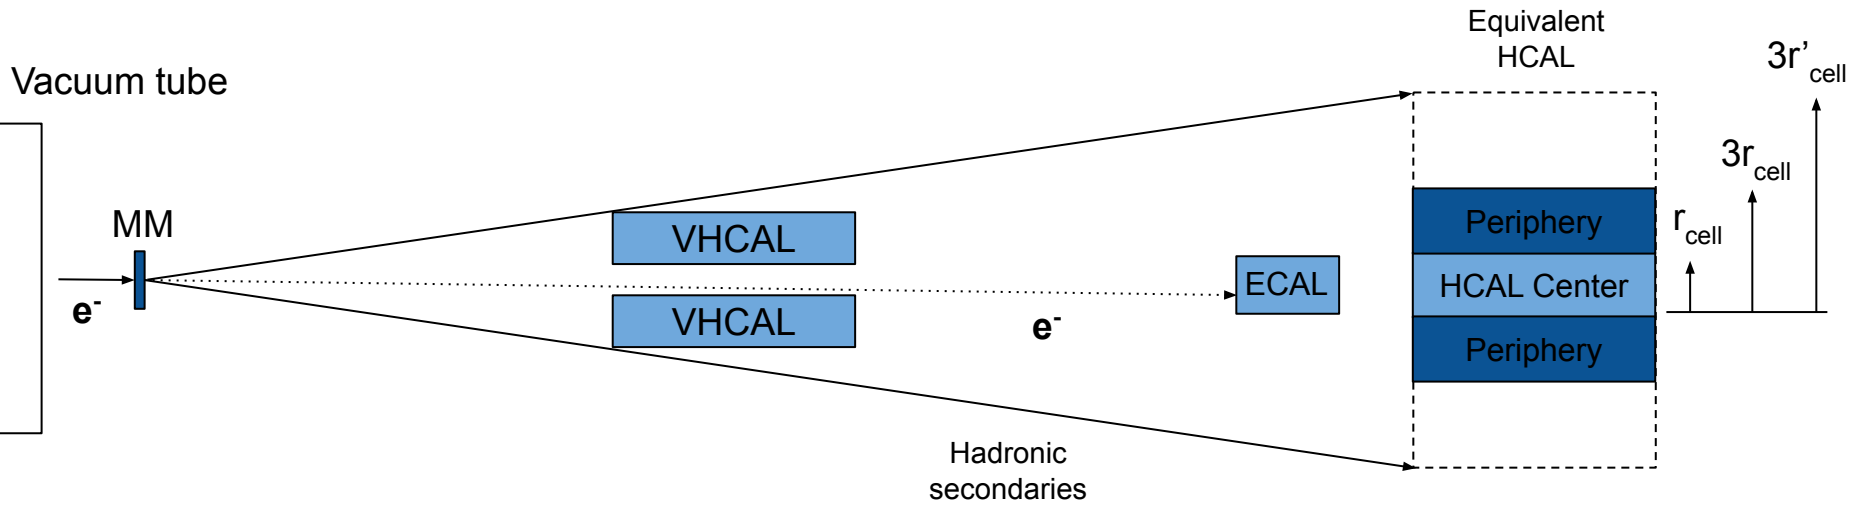 Equivalent
HCAL
3r’cell
Vacuum tube
3rcell
MM
VHCAL
Periphery
rcell
e-
ECAL
HCAL Center
VHCAL
e-
Periphery
Hadronic
secondaries